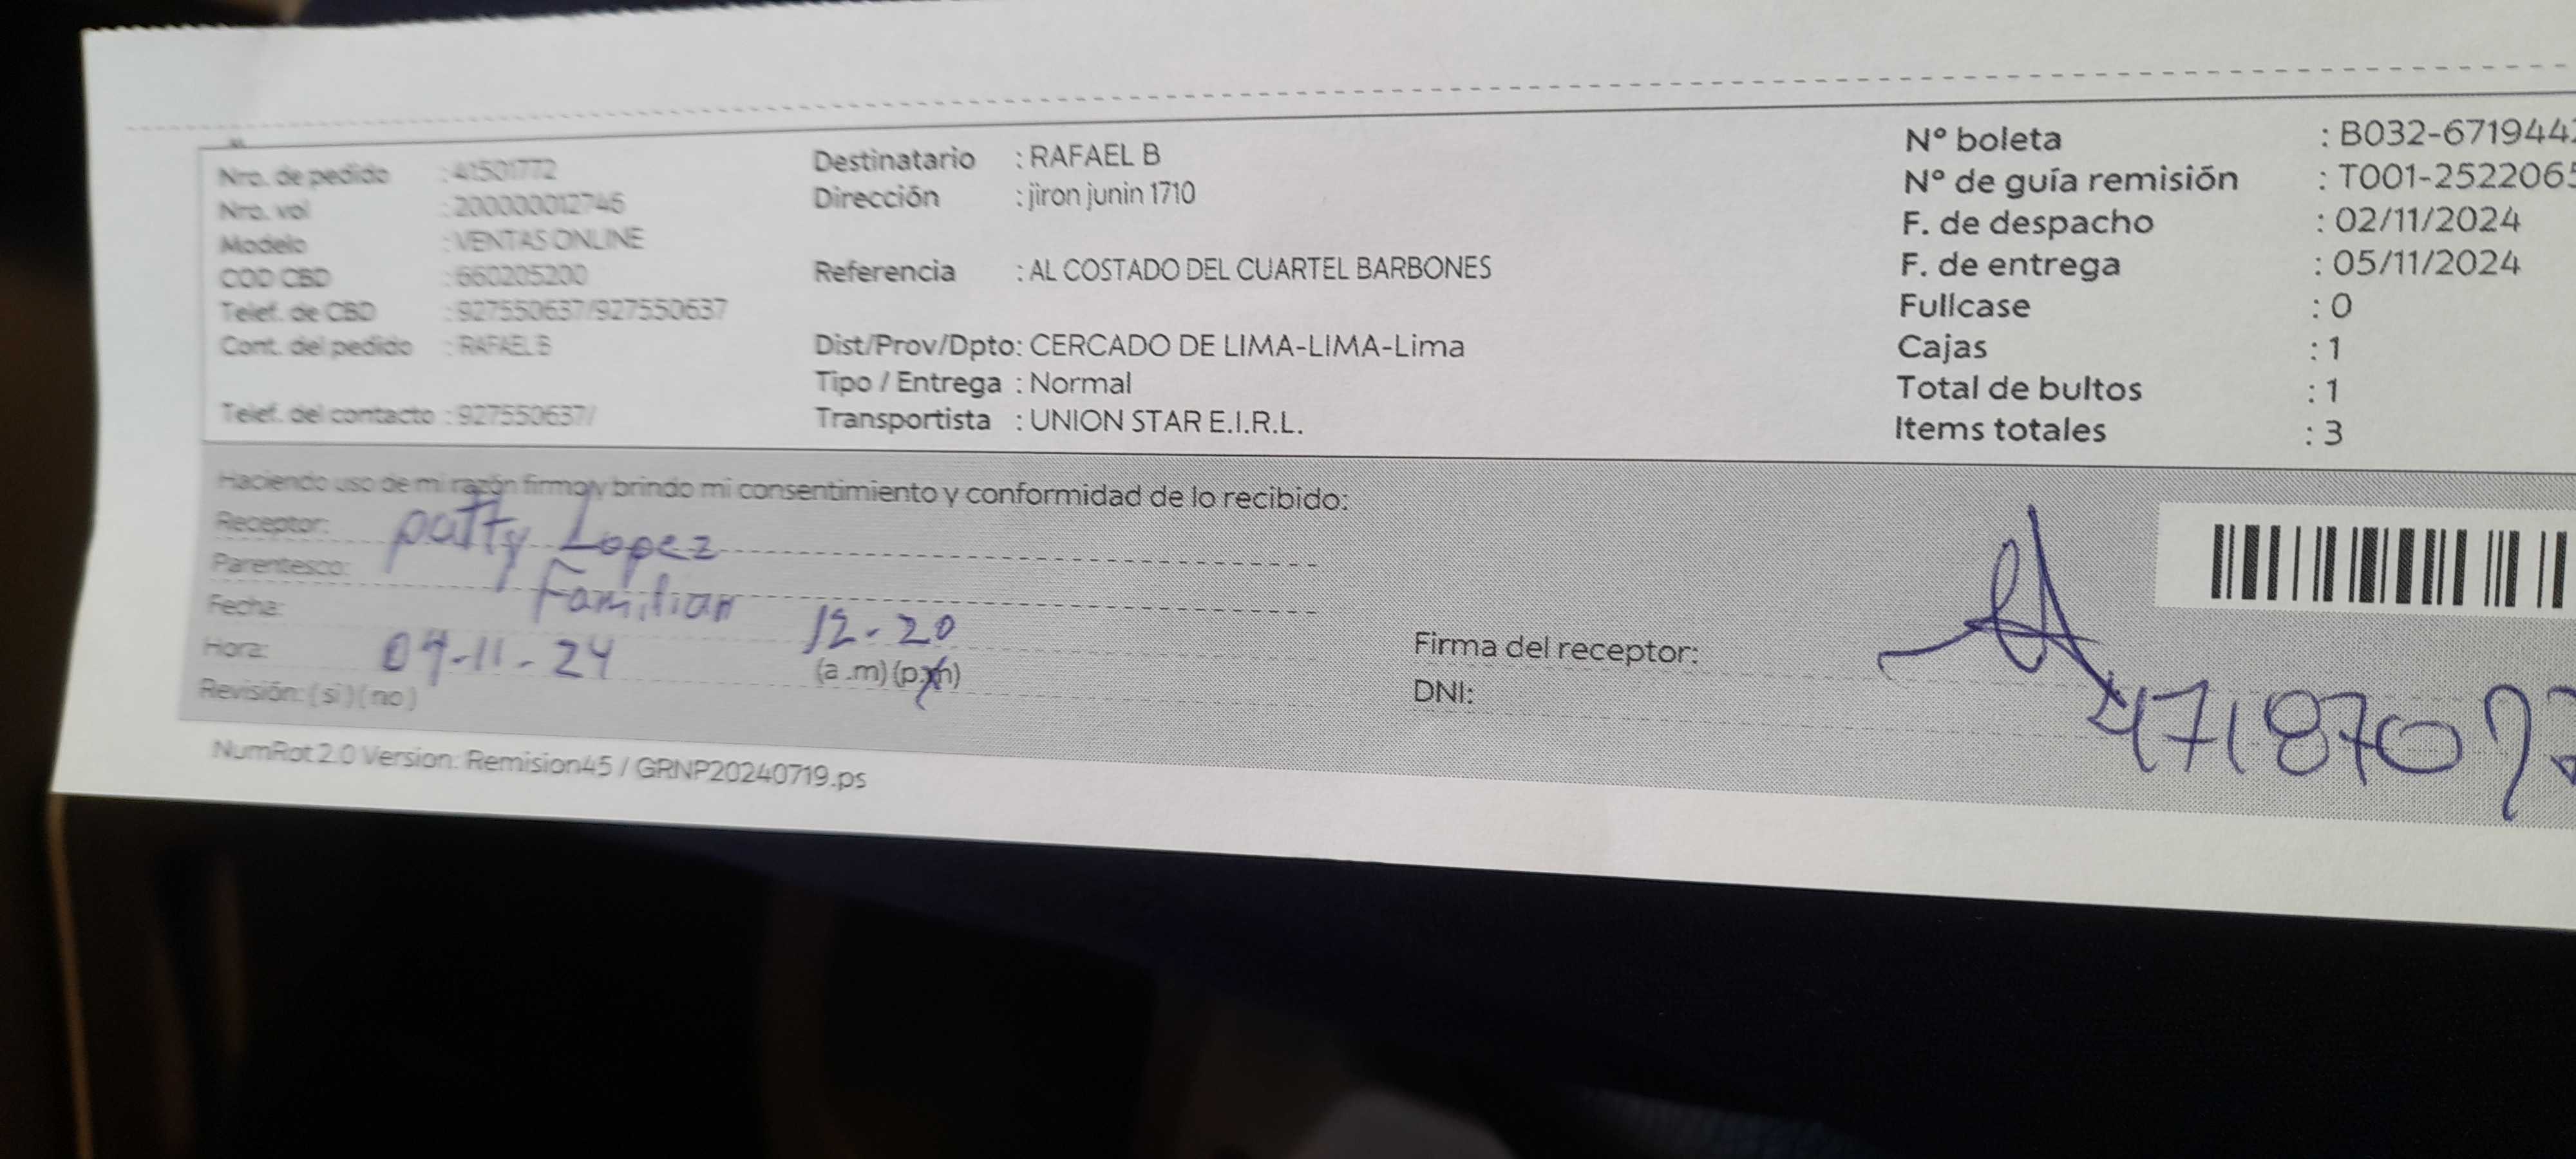 Nro. de pedido : 41501772
Nro. vol : 200000012746
Modelo : VENTAS ONLINE
COD CBD : 660205200
Telef. de CBD : 927550637/927550637
Cont. del pedido : RAFAEL B
Telef. del contacto : 927550637/
Destinatario : RAFAEL B
Dirección : jiron junin 1710
Referencia : AL COSTADO DEL CUARTEL BARBONES
Dist/Prov/Dpto: CERCADO DE LIMA-LIMA-Lima
Tipo / Entrega : Normal
Transportista : UNION STAR E.I.R.L.
N° boleta : B032-671944
N° de guía remisión : T001-252206
F. de despacho : 02/11/2024
F. de entrega : 05/11/2024
Fullcase : 0
Cajas : 1
Total de bultos : 1
Items totales : 3
Haciendo uso de mi razón firmo y brindo mi consentimiento y conformidad de lo recibido:
Receptor: patty Lopez
Parentesco: Familiar
Fecha:
Hora: 04-11-24 12-20
(a .m) (p.m)
Revisión: ( si ) ( no )
Firma del receptor:
DNI: 4718709
NumRot 2.0 Version: Remision45 / GRNP20240719.ps